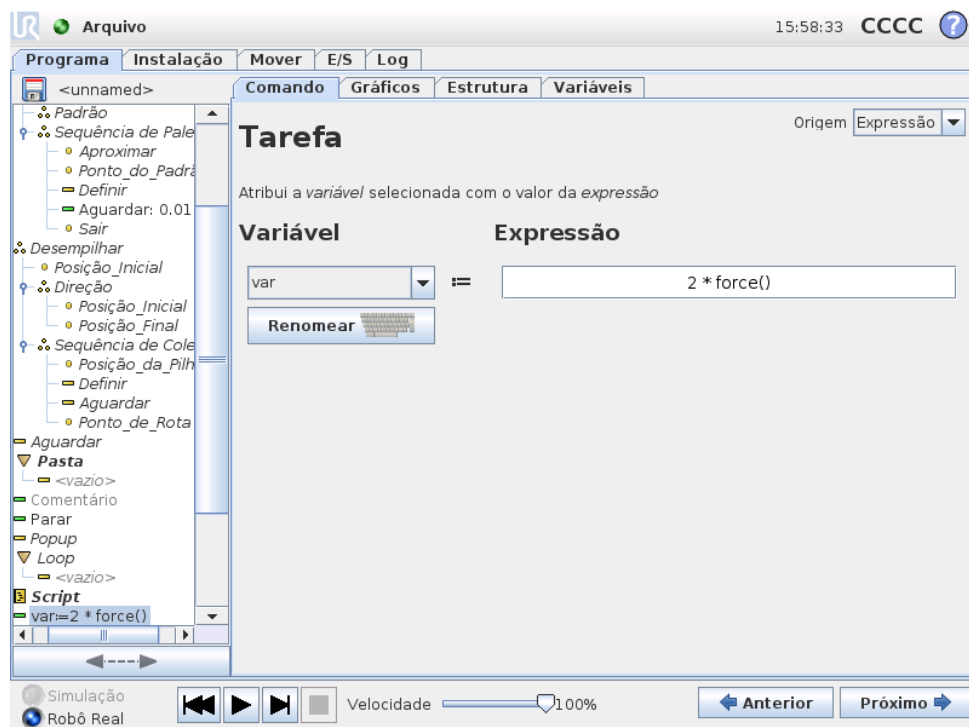 Arquivo
15:58:33 CCCC ?
Programa Instalação Mover E/S Log
<unnamed>
Comando Gráficos Estrutura Variáveis
Padrão
Sequência de Pale
Aproximar
Ponto_do_Padrã
Definir
Aguardar: 0.01
Sair
Desempilhar
Posição_Inicial
Direção
Posição_Inicial
Posição_Final
Sequência de Cole
Posição_da_Pilh
Definir
Aguardar
Ponto_de_Rota
Aguardar
Pasta
<vazio>
Comentário
Parar
Popup
Loop
<vazio>
Script
var:=2 * force()
Tarefa
Origem Expressão
Atribui a variável selecionada com o valor da expressão
Variável Expressão
var := 2 * force()
Renomear
Simulação
Robô Real
Velocidade 100%
Anterior Próximo